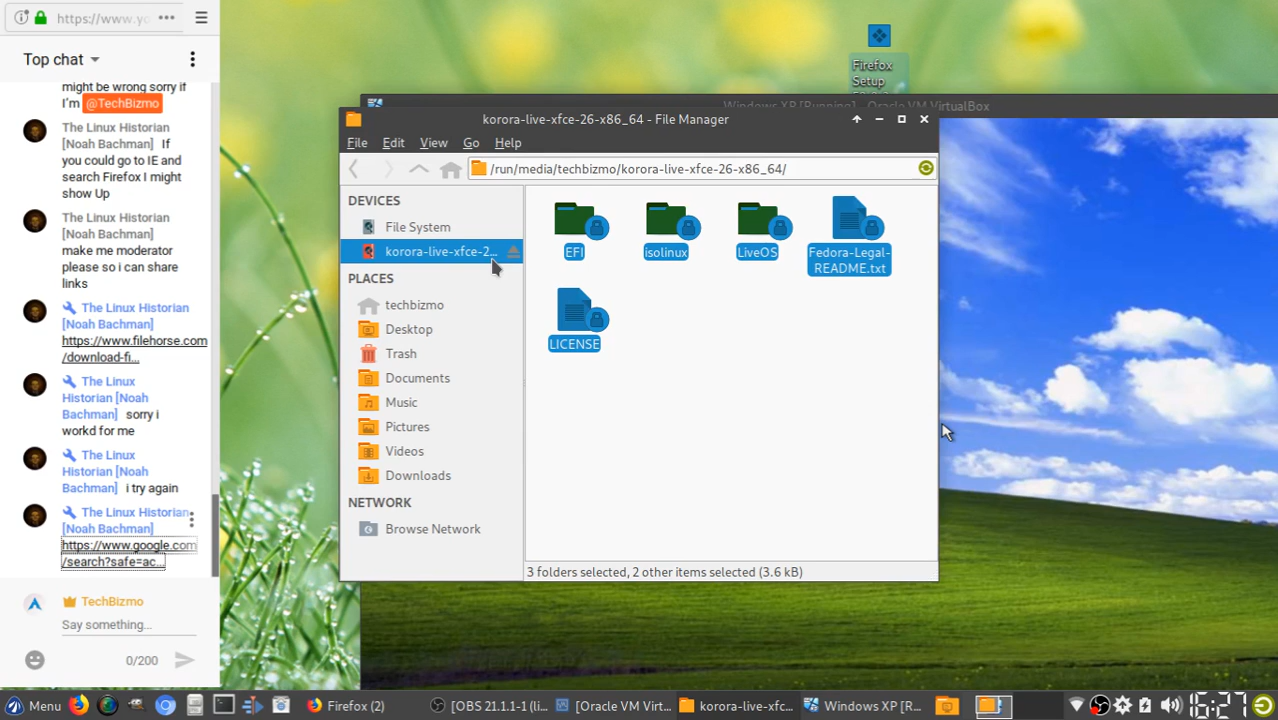 https://www.yo
Top chat
might be wrong sorry if
I'm @TechBizmo
The Linux Historian
[Noah Bachman] If
you could go to IE and
search Firefox I might
show Up
The Linux Historian
[Noah Bachman]
make me moderator
please so i can share
links
The Linux Historian
[Noah Bachman]
https://www.filehorse.com
/download-fi...
The Linux
Historian [Noah
Bachman] sorry i
workd for me
The Linux
Historian [Noah
Bachman] i try again
The Linux Historian
[Noah Bachman]
https://www.google.com
/search?safe=ac...
TechBizmo
Say something...
0/200
Firefox
Setup
Windows XP [Running] - Oracle VM VirtualBox
korora-live-xfce-26-x86_64 - File Manager
File Edit View Go Help
/run/media/techbizmo/korora-live-xfce-26-x86_64/
DEVICES
File System
korora-live-xfce-2...
PLACES
techbizmo
Desktop
Trash
Documents
Music
Pictures
Videos
Downloads
NETWORK
Browse Network
EFI
isolinux
LiveOS
Fedora-Legal-
README.txt
LICENSE
3 folders selected, 2 other items selected (3.6 kB)
Menu
Firefox (2)
[OBS 21.1.1-1 (li...
[Oracle VM Virt...
korora-live-xfc...
Windows XP [R...
16:27